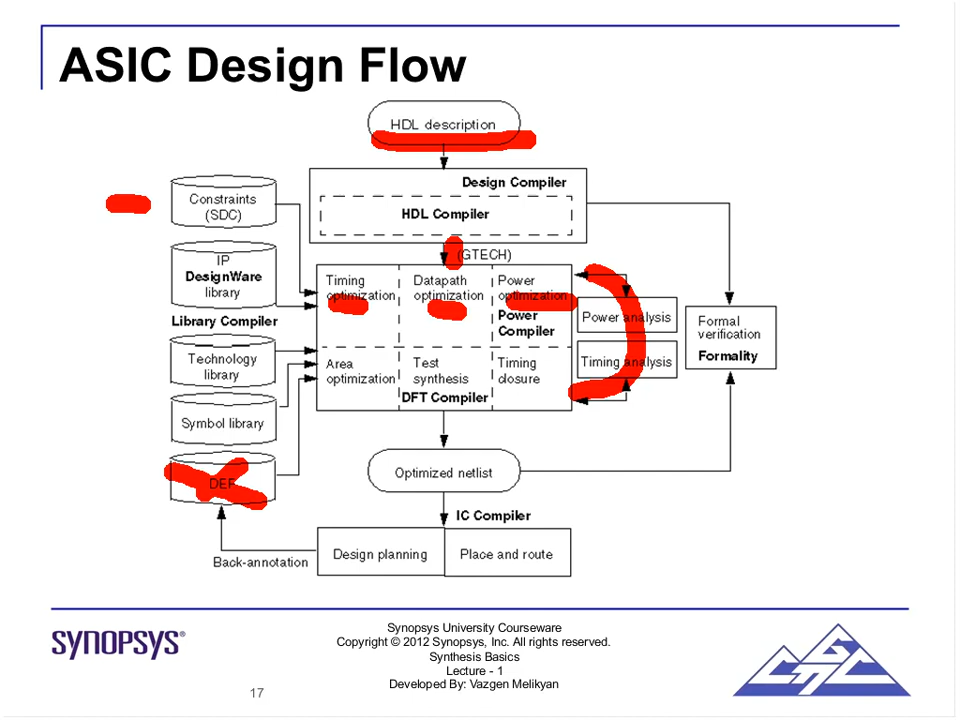 ASIC Design Flow
HDL description
Design Compiler
HDL Compiler
Constraints
(SDC)
(GTECH)
IP
DesignWare
library
Library Compiler
Timing
optimization
Datapath
optimization
Power
optimization
Power
Compiler
Power analysis
Timing analysis
Formal
verification
Formality
Technology
library
Area
optimization
Test
synthesis
DFT Compiler
Timing
closure
Symbol library
DEF
Optimized netlist
IC Compiler
Design planning
Place and route
Back-annotation
SYNOPSYS®
Synopsys University Courseware
Copyright © 2012 Synopsys, Inc. All rights reserved.
Synthesis Basics
Lecture - 1
Developed By: Vazgen Melikyan
17